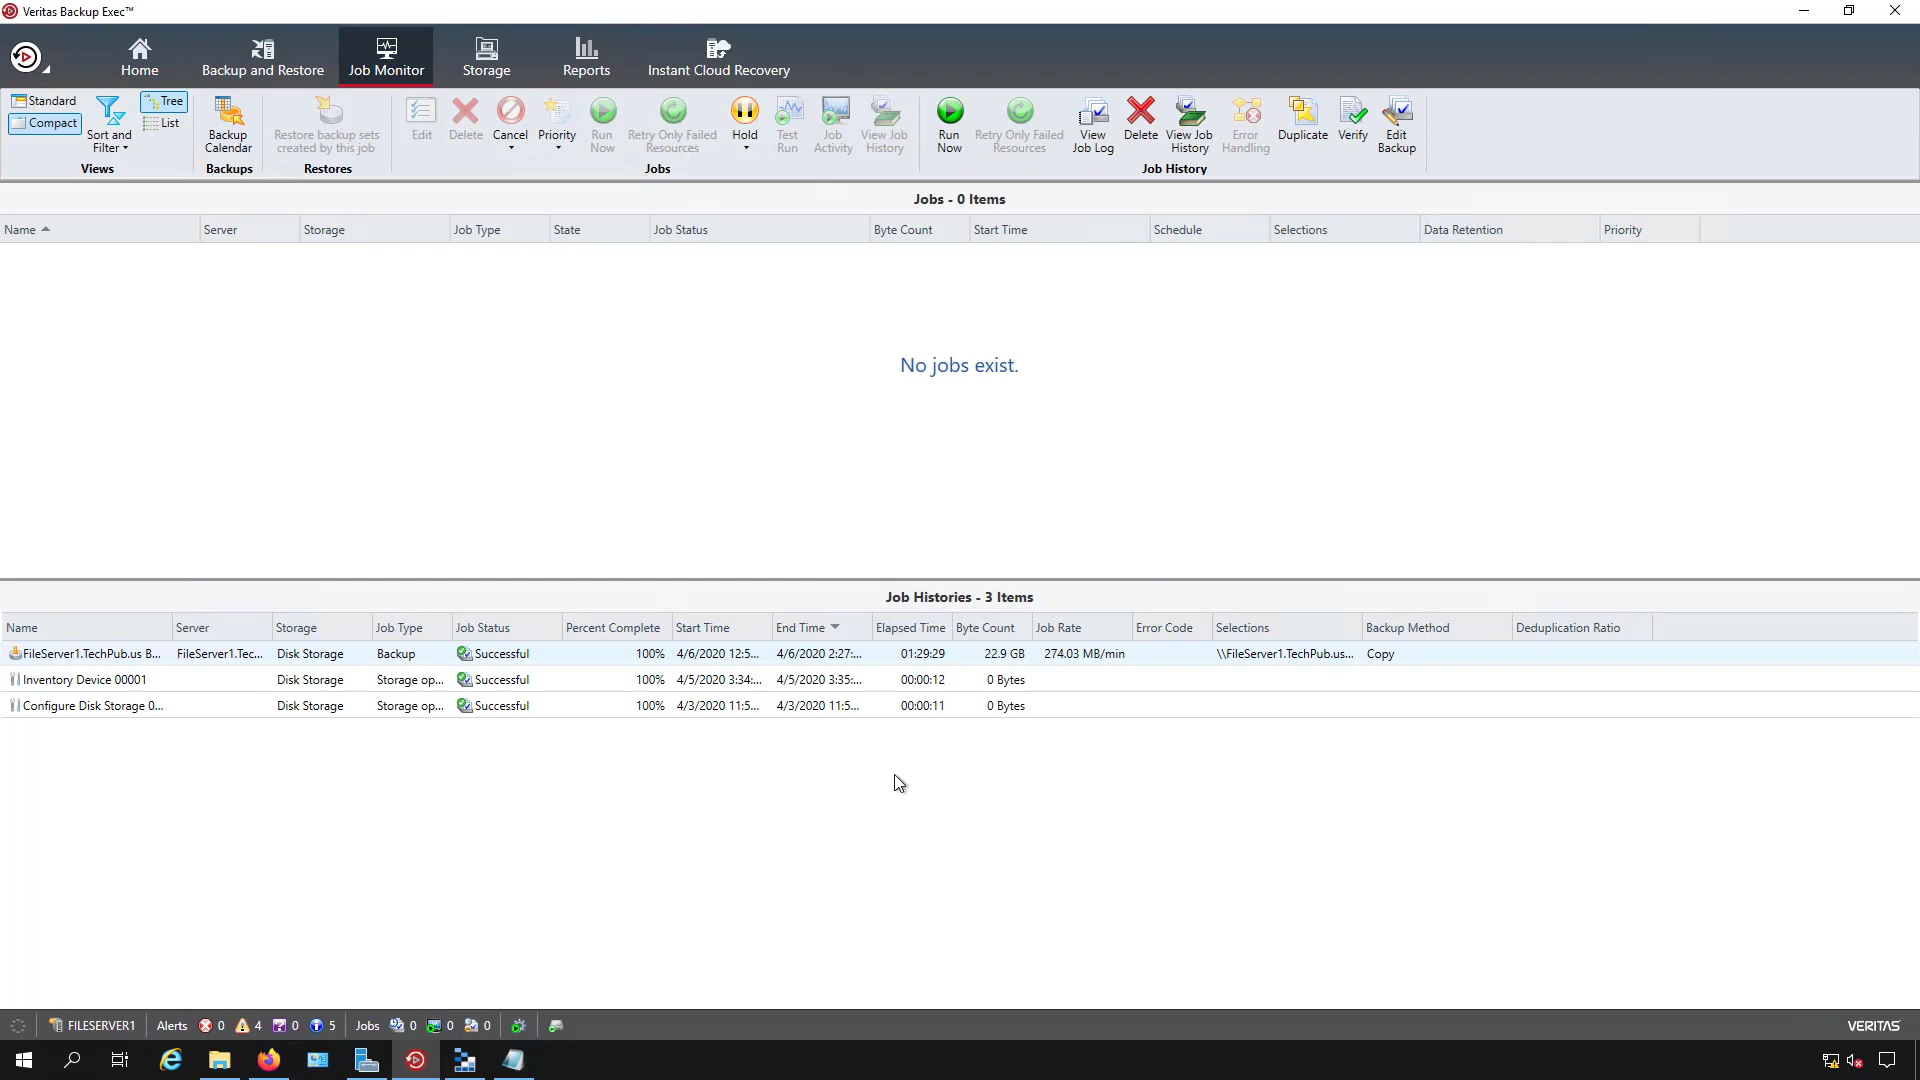 Veritas Backup Exec™
Home
Backup and Restore
Job Monitor
Storage
Reports
Instant Cloud Recovery
Standard
Compact
Sort and
Filter
Tree
List
Views
Backup
Calendar
Backups
Restore backup sets
created by this job
Restores
Edit
Delete
Cancel
Priority
Run
Now
Retry Only Failed
Resources
Hold
Test
Run
Job
Activity
View Job
History
Jobs
Run
Now
Retry Only Failed
Resources
View
Job Log
Delete
View Job
History
Error
Handling
Duplicate
Verify
Edit
Backup
Job History
Jobs - 0 Items
Name Server Storage Job Type State Job Status Byte Count Start Time Schedule Selections Data Retention Priority
No jobs exist.
Job Histories - 3 Items
Name Server Storage Job Type Job Status Percent Complete Start Time End Time Elapsed Time Byte Count Job Rate Error Code Selections Backup Method Deduplication Ratio
FileServer1.TechPub.us B... FileServer1.Tec... Disk Storage Backup Successful 100% 4/6/2020 12:5... 4/6/2020 2:27:... 01:29:29 22.9 GB 274.03 MB/min \\FileServer1.TechPub.us... Copy
Inventory Device 00001 Disk Storage Storage op... Successful 100% 4/5/2020 3:34:... 4/5/2020 3:35:... 00:00:12 0 Bytes
Configure Disk Storage 0... Disk Storage Storage op... Successful 100% 4/3/2020 11:5... 4/3/2020 11:5... 00:00:11 0 Bytes
FILESERVER1 Alerts 0 4 0 5 Jobs 0 0 0 VERITAS